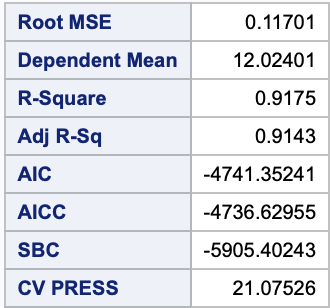 Root MSE 0.11701
Dependent Mean 12.02401
R-Square 0.9175
Adj R-Sq 0.9143
AIC -4741.35241
AICC -4736.62955
SBC -5905.40243
CV PRESS 21.07526